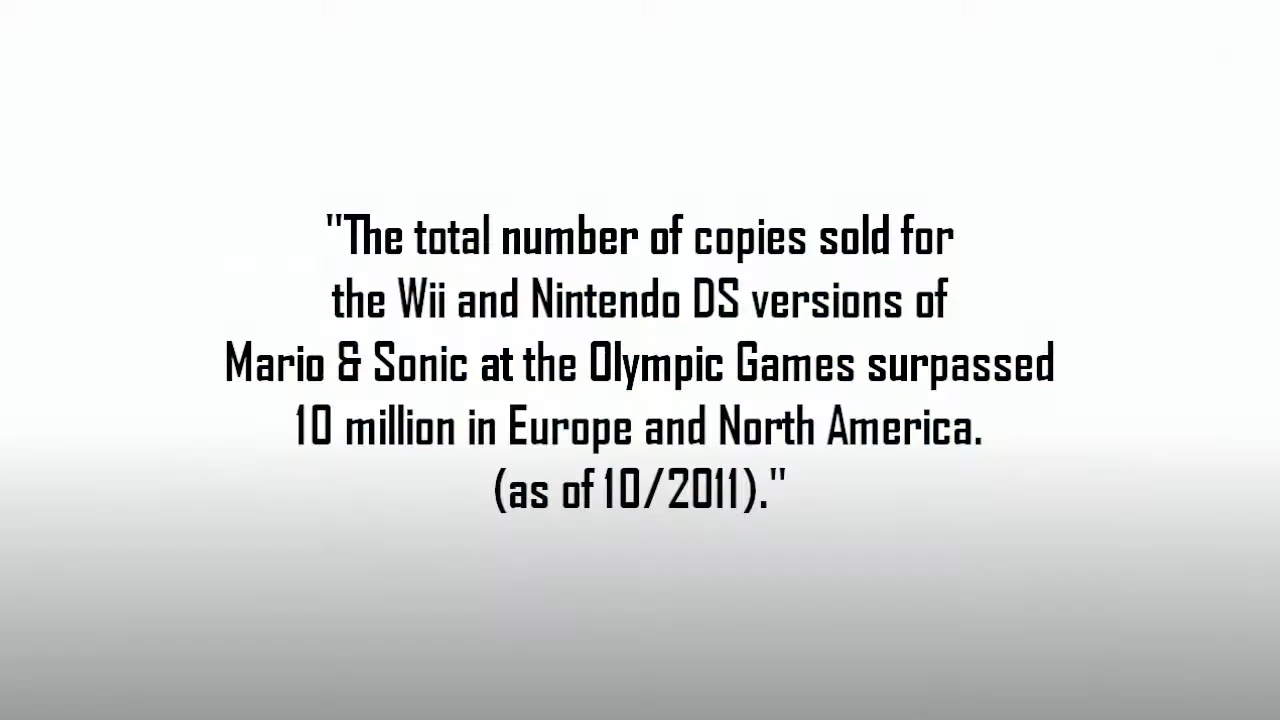 "The total number of copies sold for
the Wii and Nintendo DS versions of
Mario & Sonic at the Olympic Games surpassed
10 million in Europe and North America.
(as of 10/2011)."